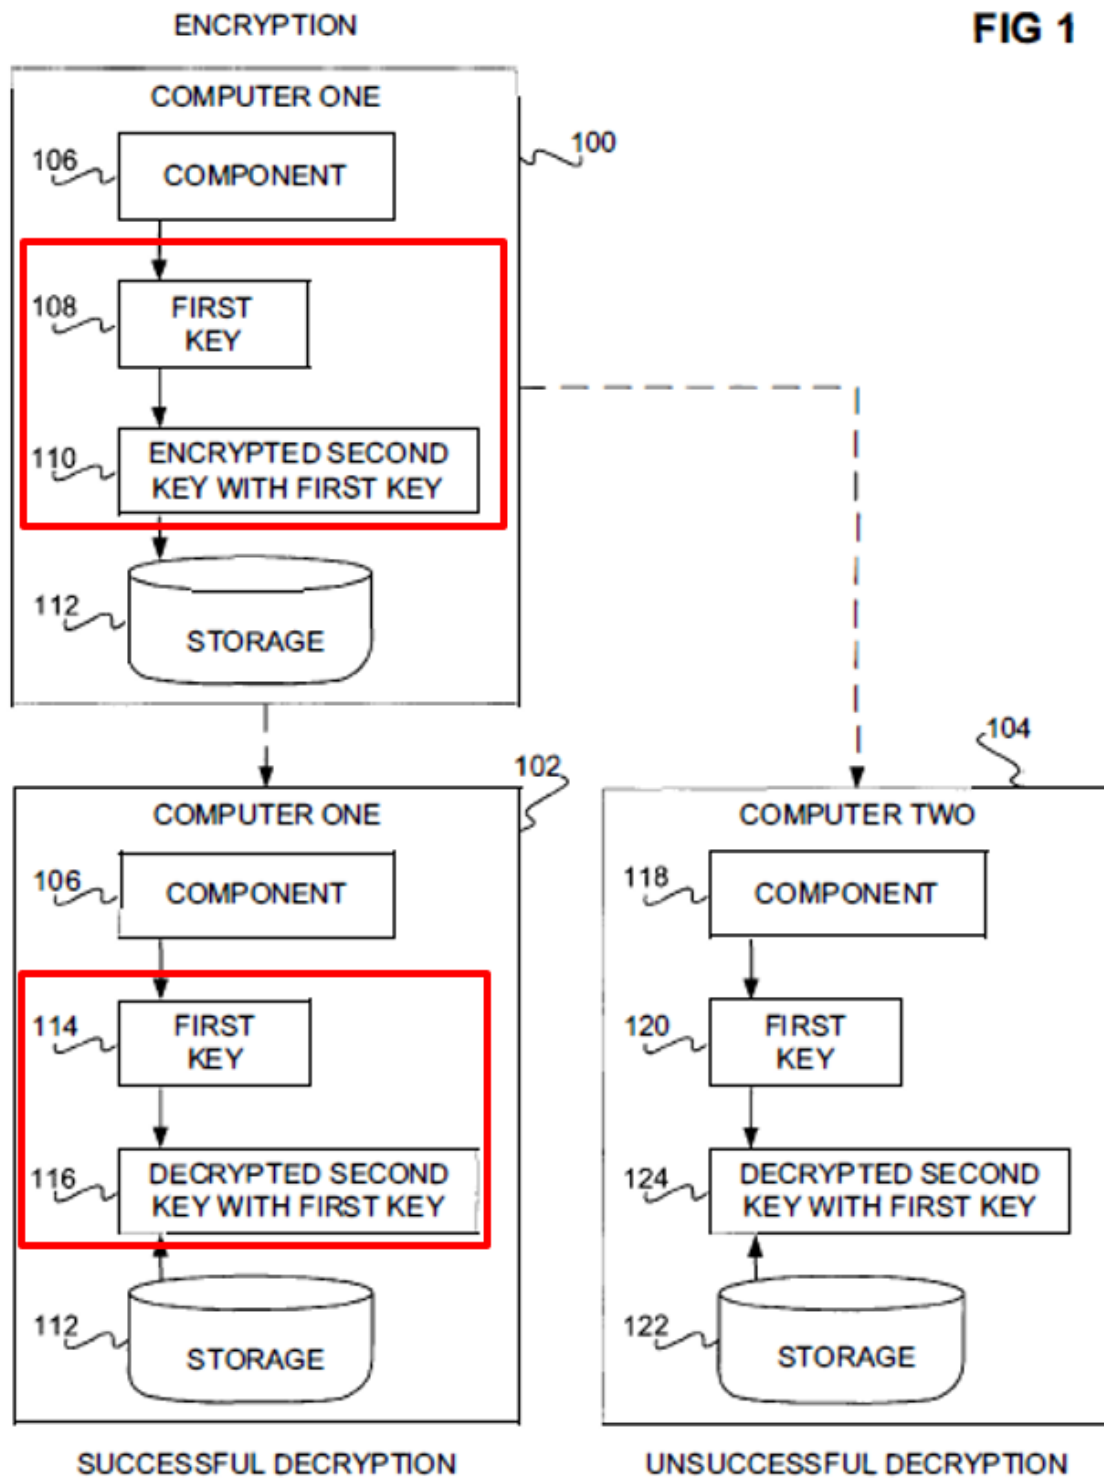 ENCRYPTION
FIG 1
COMPUTER ONE
100
106
COMPONENT
108
FIRST
KEY
110
ENCRYPTED SECOND
KEY WITH FIRST KEY
112
STORAGE
102
104
COMPUTER ONE
106
COMPONENT
114
FIRST
KEY
116
DECRYPTED SECOND
KEY WITH FIRST KEY
112
STORAGE
SUCCESSFUL DECRYPTION
COMPUTER TWO
118
COMPONENT
120
FIRST
KEY
124
DECRYPTED SECOND
KEY WITH FIRST KEY
122
STORAGE
UNSUCCESSFUL DECRYPTION